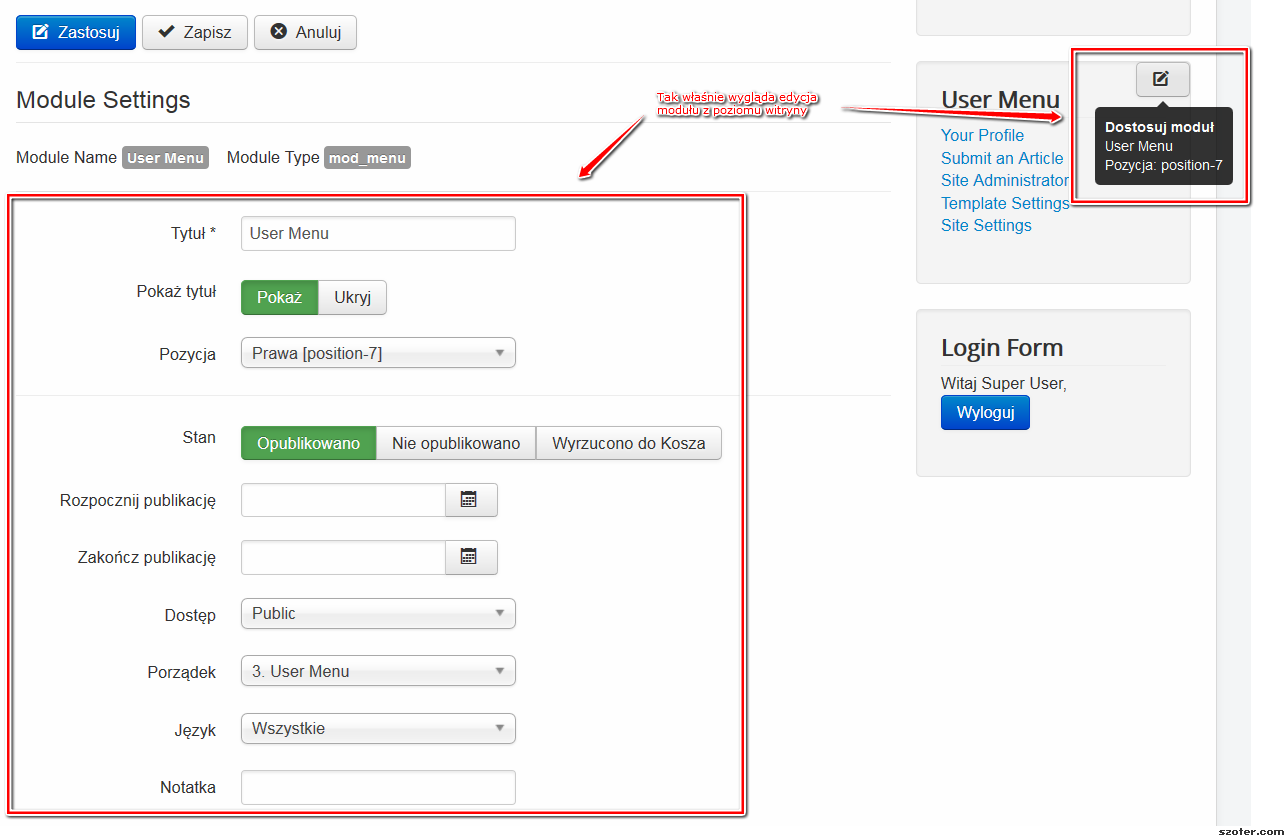 Zastosuj Zapisz Anuluj
Module Settings
Tak właśnie wygląda edycja
modułu z poziomu witryny
Module Name User Menu Module Type mod_menu
Tytuł * User Menu
Pokaż tytuł Pokaż Ukryj
Pozycja Prawa [position-7]
Stan Opublikowano Nie opublikowano Wyrzucono do Kosza
Rozpocznij publikację
Zakończ publikację
Dostęp Public
Porządek 3. User Menu
Język Wszystkie
Notatka
User Menu
Your Profile
Submit an Article
Site Administrator
Template Settings
Site Settings
Dostosuj moduł
User Menu
Pozycja: position-7
Login Form
Witaj Super User,
Wyloguj
szoter.com